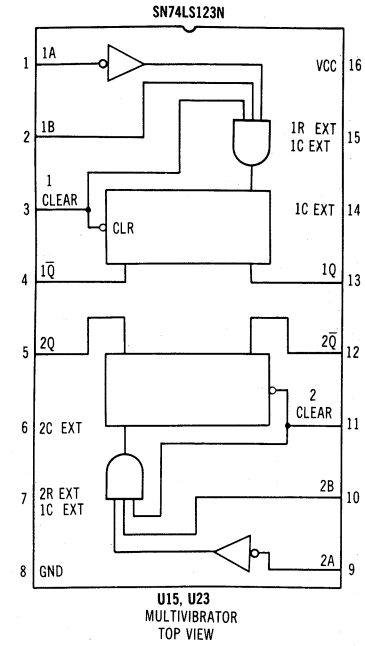 SN74LS123N
1 1A
VCC 16
2 1B
1R EXT
1C EXT 15
1
CLEAR
3
1C EXT 14
CLR
4 1Q̅
1Q 13
5 2Q
2Q̅ 12
2
CLEAR 11
6 2C EXT
7 2R EXT
1C EXT
2B 10
8 GND
2A 9
U15, U23
MULTIVIBRATOR
TOP VIEW